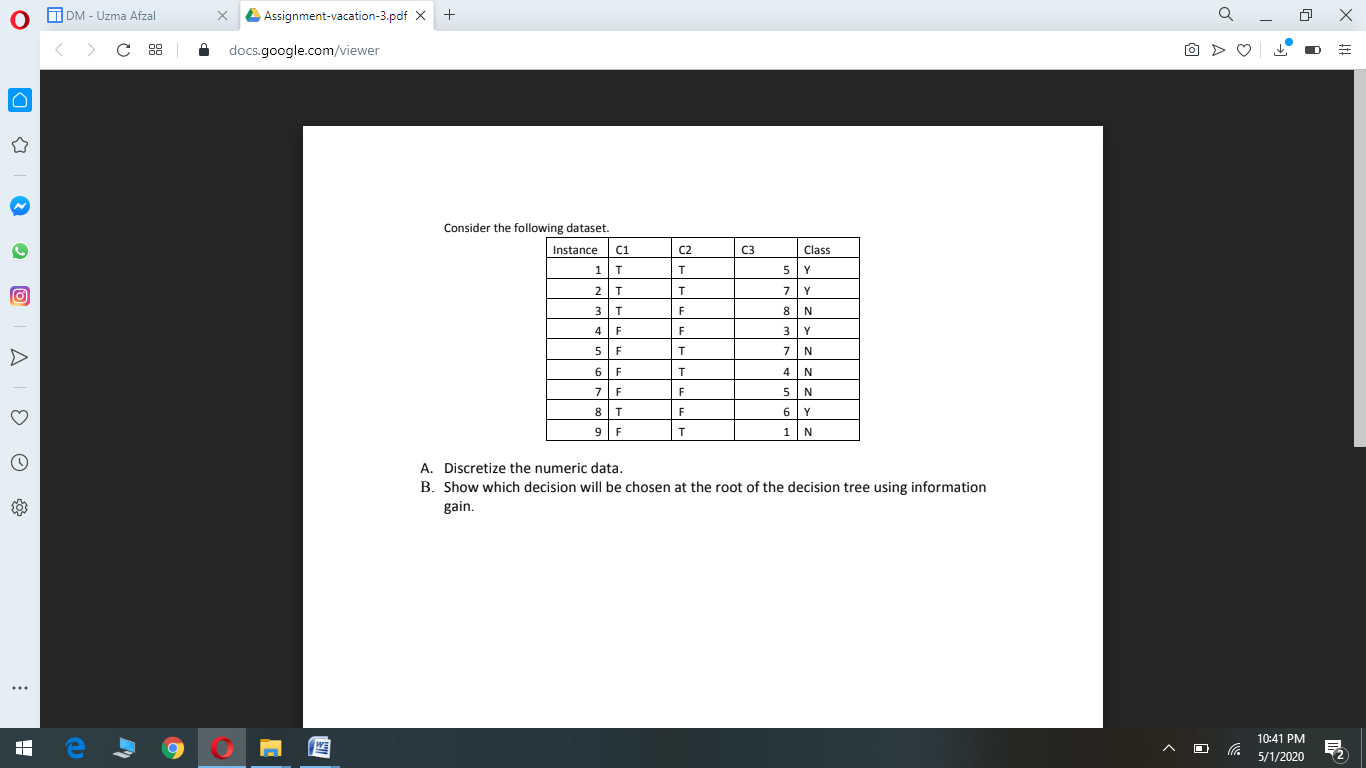 DM - Uzma Afzal
Assignment-vacation-3.pdf
docs.google.com/viewer
Consider the following dataset.
Instance C1 C2 C3 Class
1 T T 5 Y
2 T T 7 Y
3 T F 8 N
4 F F 3 Y
5 F T 7 N
6 F T 4 N
7 F F 5 N
8 T F 6 Y
9 F T 1 N
A. Discretize the numeric data.
B. Show which decision will be chosen at the root of the decision tree using information
gain.
10:41 PM
5/1/2020
2